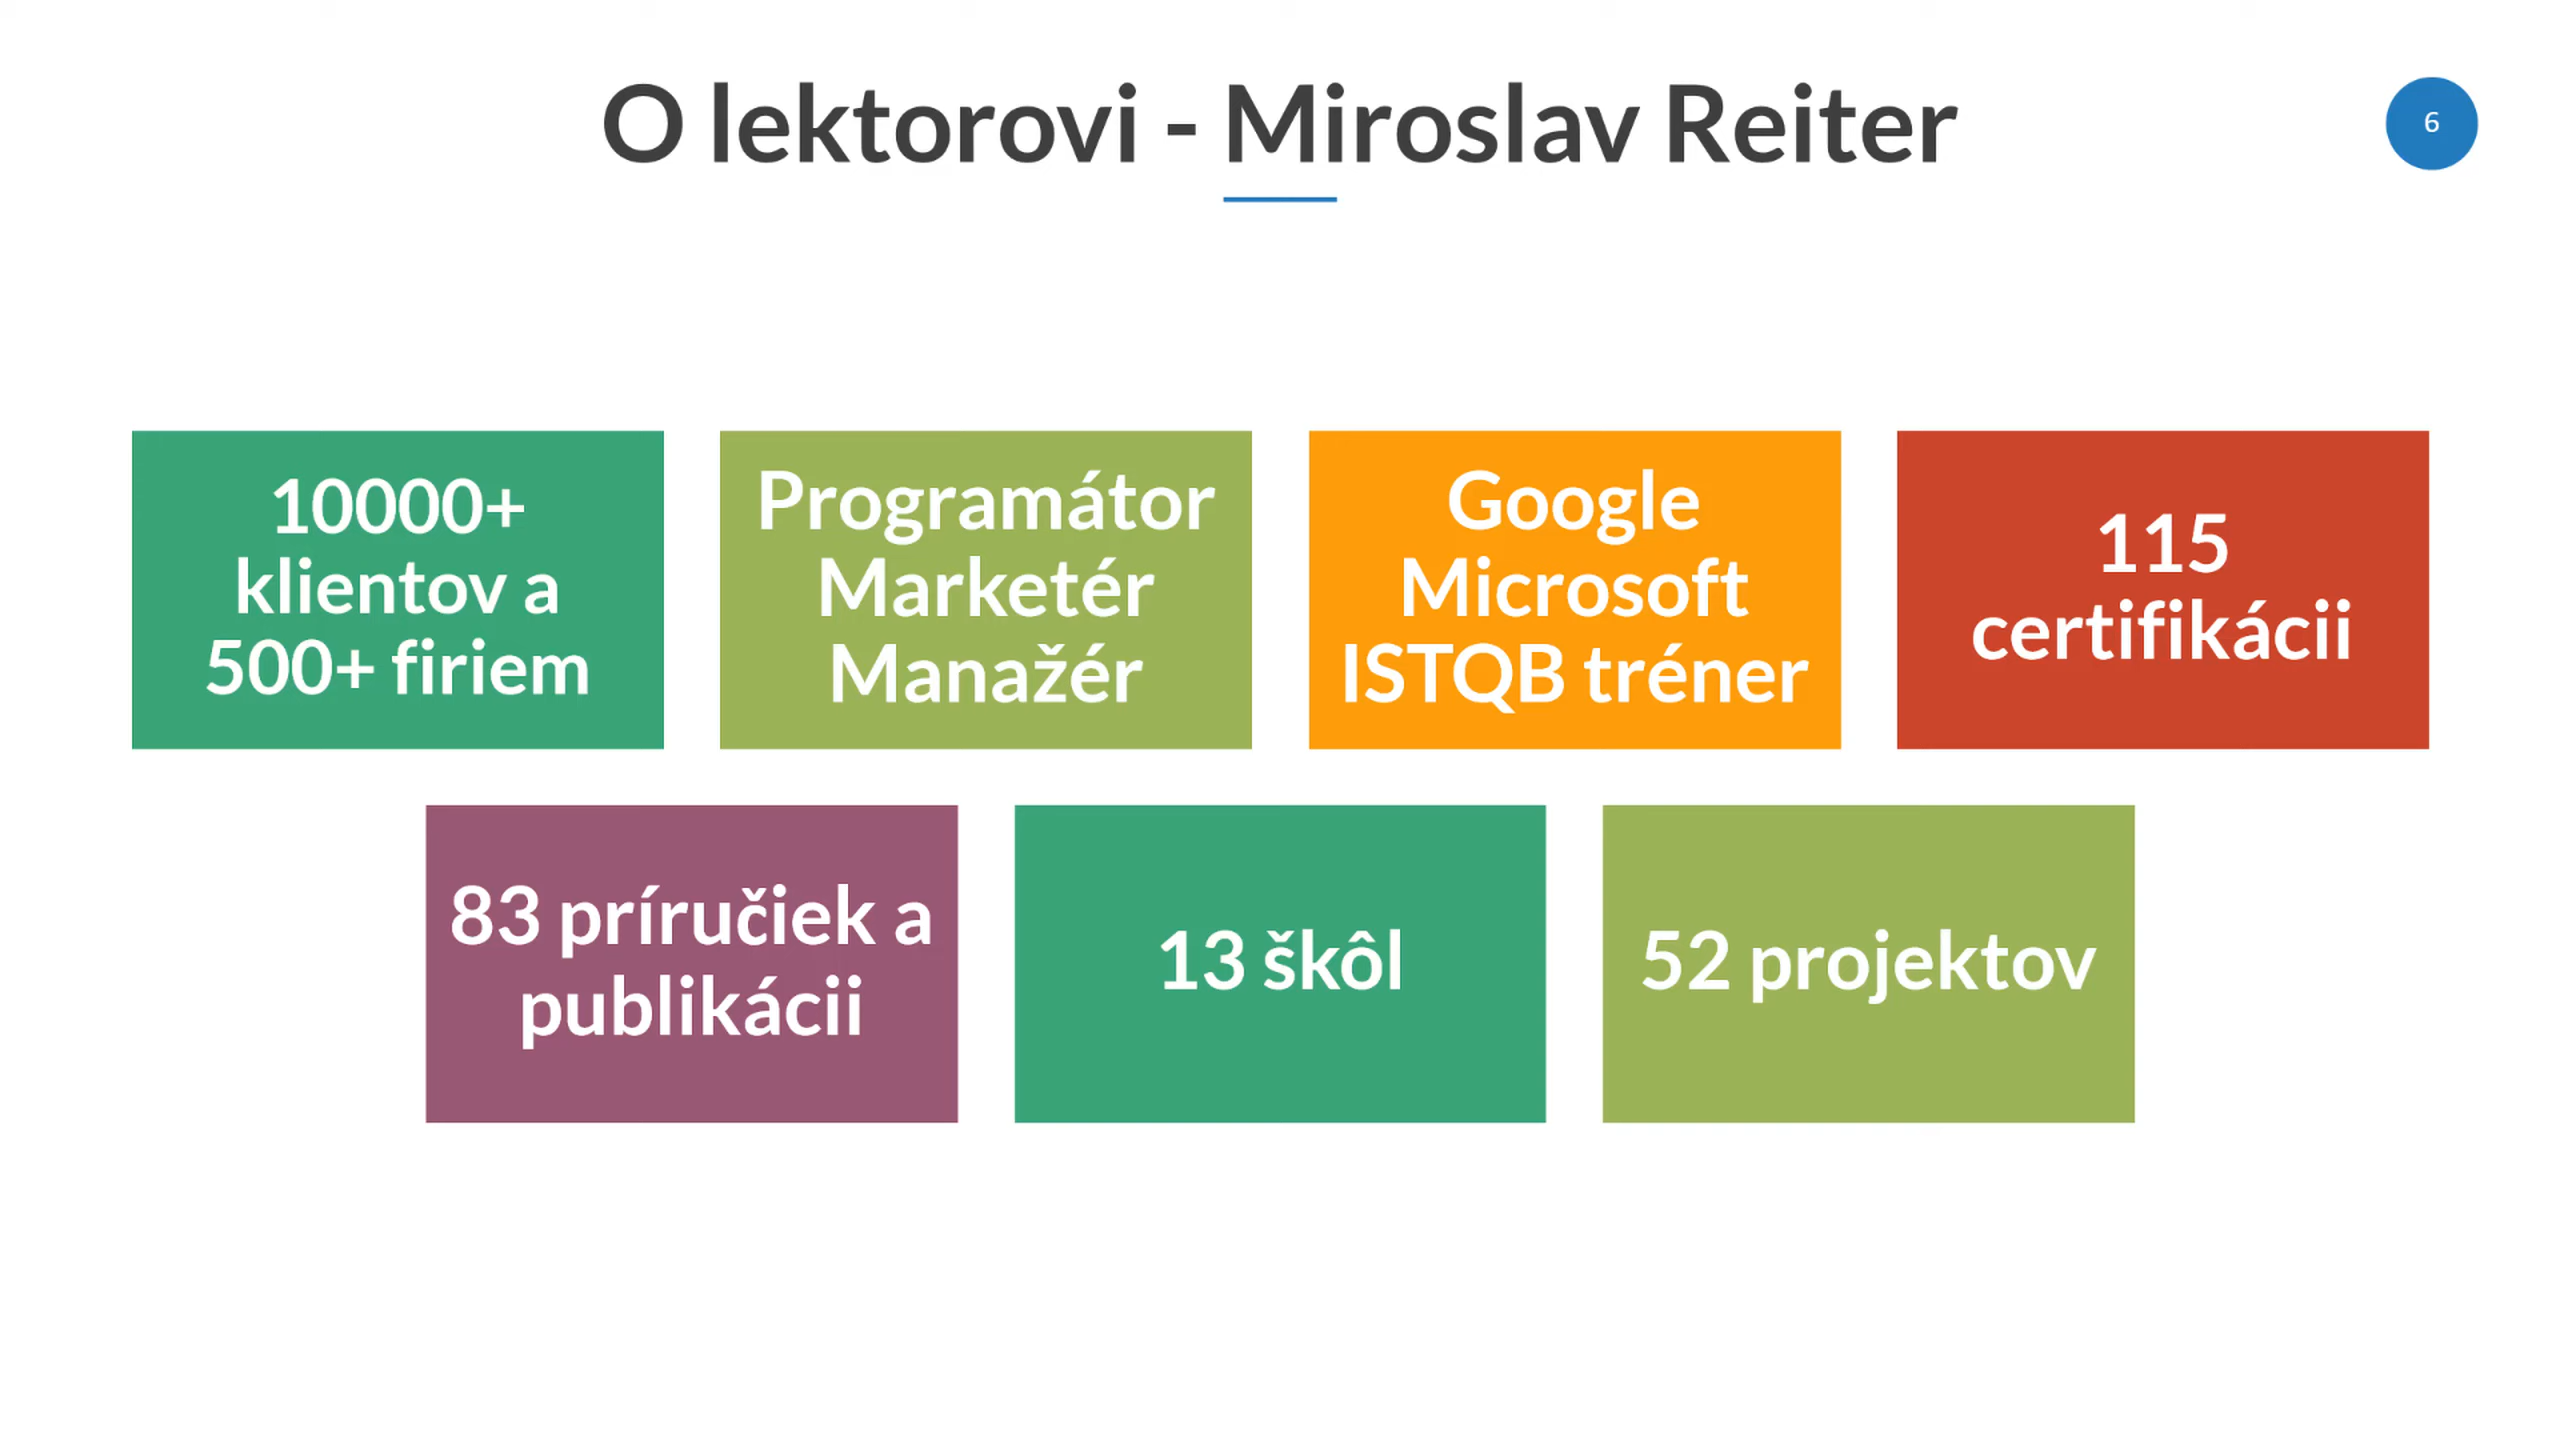 O lektorovi - Miroslav Reiter
6
10000+
klientov a
500+ firiem
Programátor
Marketér
Manažér
Google
Microsoft
ISTQB tréner
115
certifikácii
83 príručiek a
publikácii
13 škôl
52 projektov